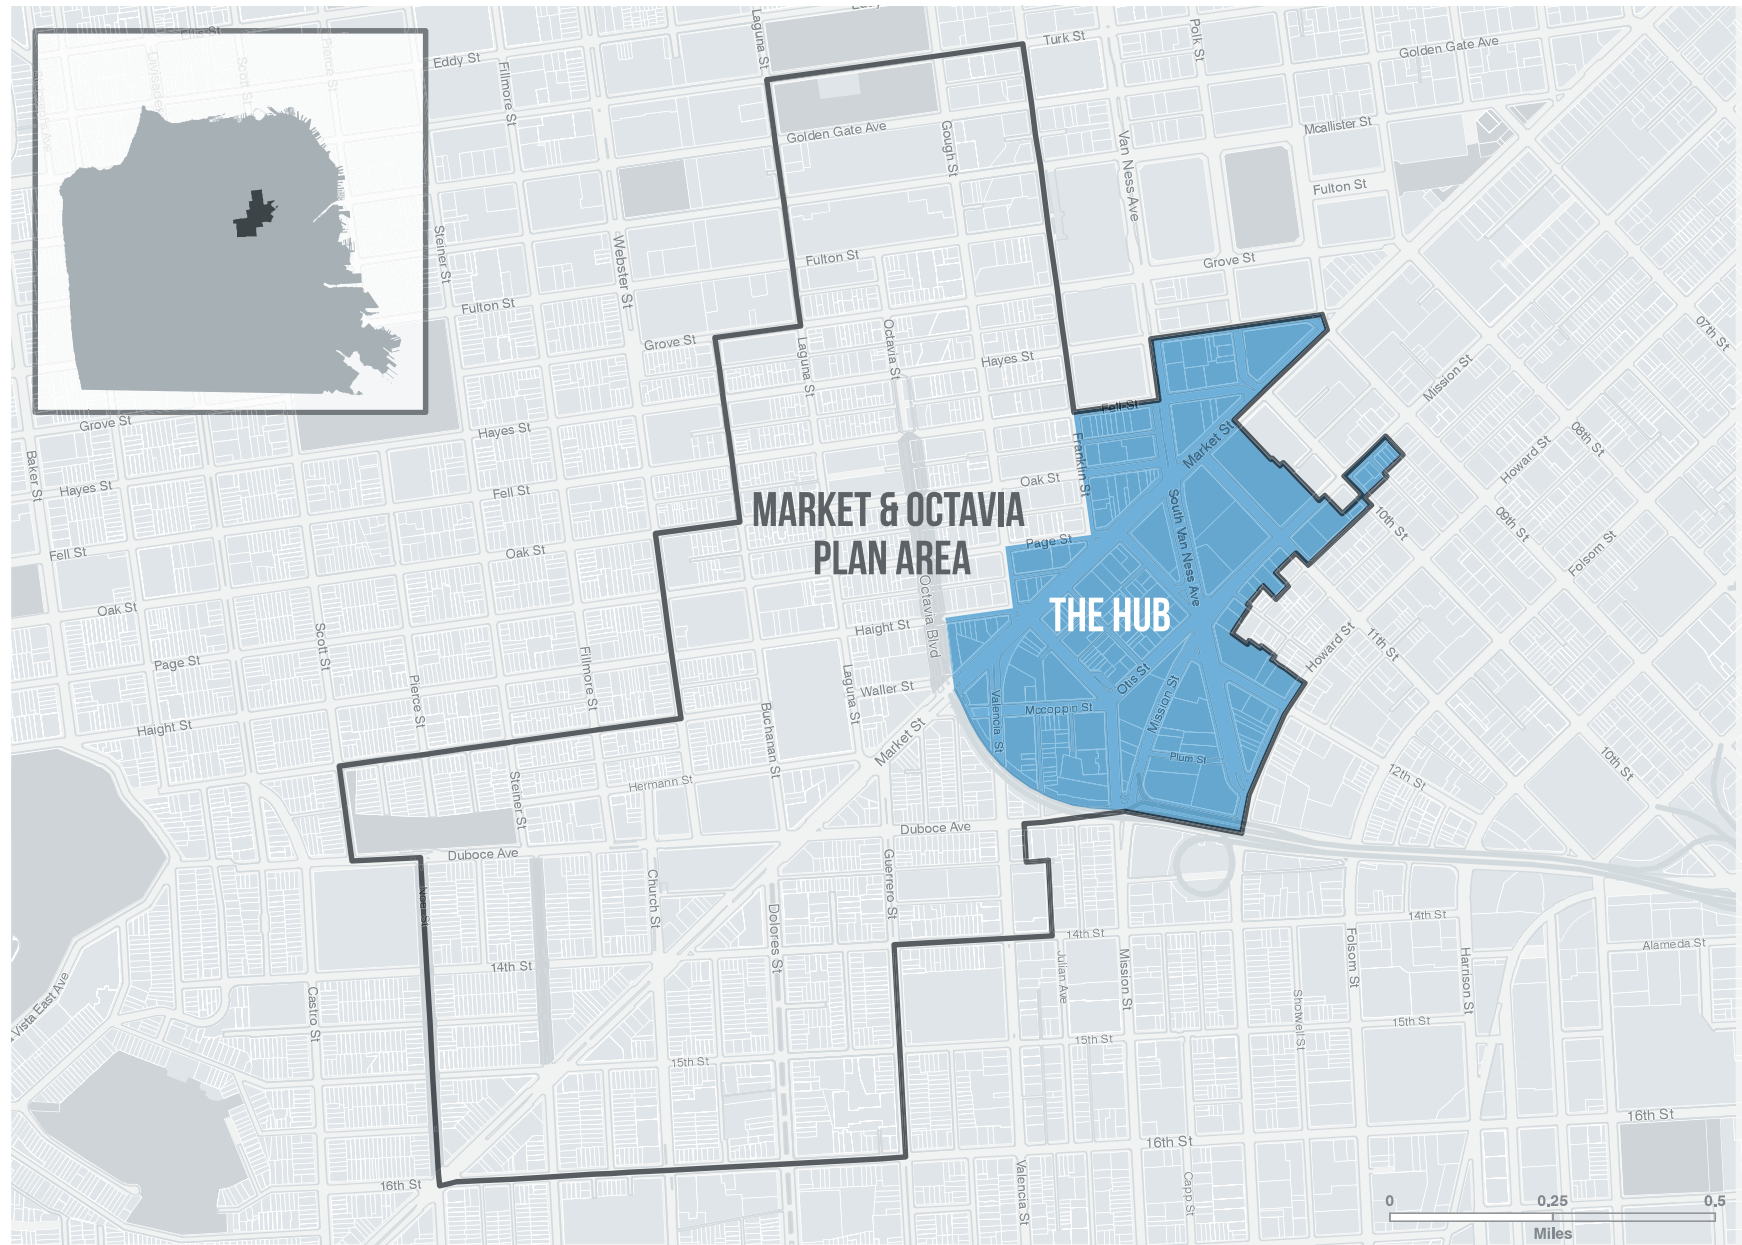 Eddy St
Laguna St
Turk St
Polk St
Golden Gate Ave
Fillmore St
Golden Gate Ave
Gough St
Van Ness Ave
Mcallister St
Fulton St
Steiner St
Webster St
Fulton St
Grove St
Fulton St
Grove St
Laguna St
Octavia St
Hayes St
07th St
Mission St
Grove St
Hayes St
Baker St
Hayes St
Fell St
Fell St
Franklin St
Market St
Oak St
08th St
Howard St
MARKET & OCTAVIA
PLAN AREA
South Van Ness Ave
10th St
09th St
Folsom St
Fell St
Oak St
Page St
Oak St
Octavia Blvd
THE HUB
Haight St
Scott St
Page St
Fillmore St
Howard St
11th St
Pierce St
Laguna St
Waller St
Otis St
Mission St
Valencia St
Mccoppin St
Haight St
Buchanan St
Market St
Plum St
10th St
12th St
Steiner St
Hermann St
Duboce Ave
Duboce Ave
Noe St
Church St
Guerrero St
Dolores St
14th St
14th St
Alameda St
14th St
Julian Ave
Mission St
Folsom St
Harrison St
Vista East Ave
Castro St
Shotwell St
15th St
15th St
15th St
16th St
16th St
16th St
Valencia St
Capp St
0 0.25 0.5
Miles